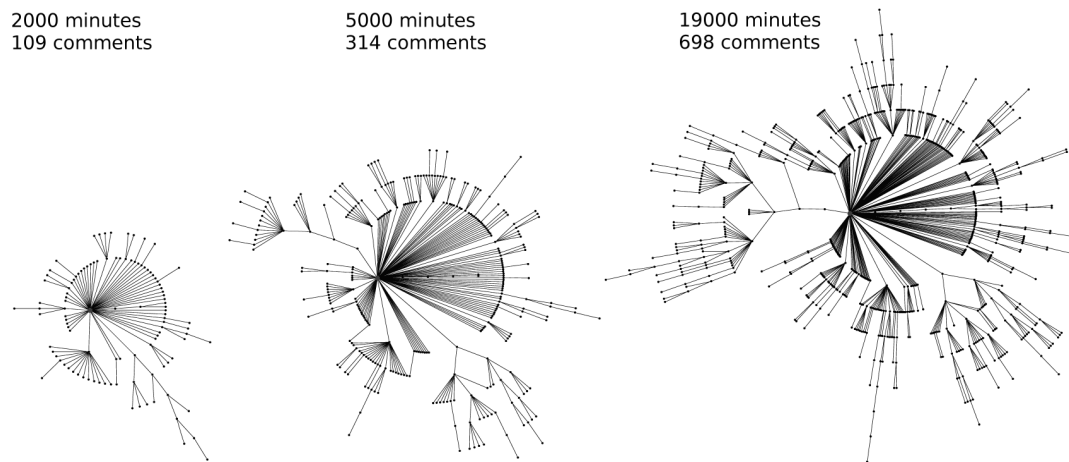 2000 minutes
109 comments
5000 minutes
314 comments
19000 minutes
698 comments